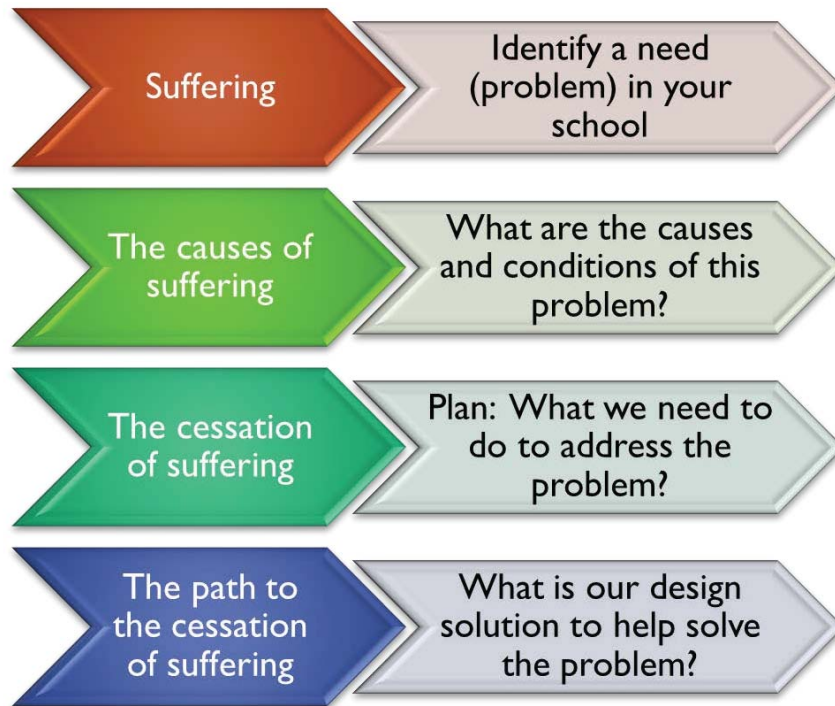 Suffering
Identify a need
(problem) in your
school
The causes of
suffering
What are the causes
and conditions of this
problem?
The cessation
of suffering
Plan: What we need to
do to address the
problem?
The path to
the cessation
of suffering
What is our design
solution to help solve
the problem?